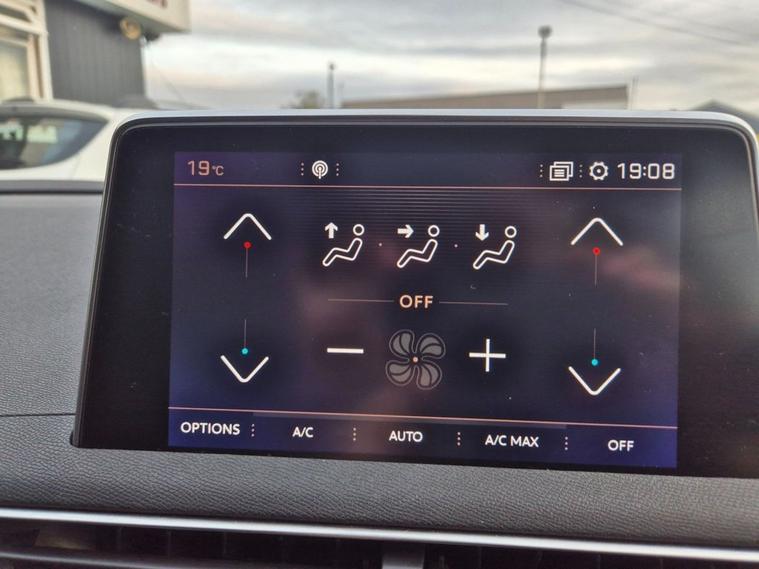 19°C 19:08
OFF
OPTIONS A/C AUTO A/C MAX OFF